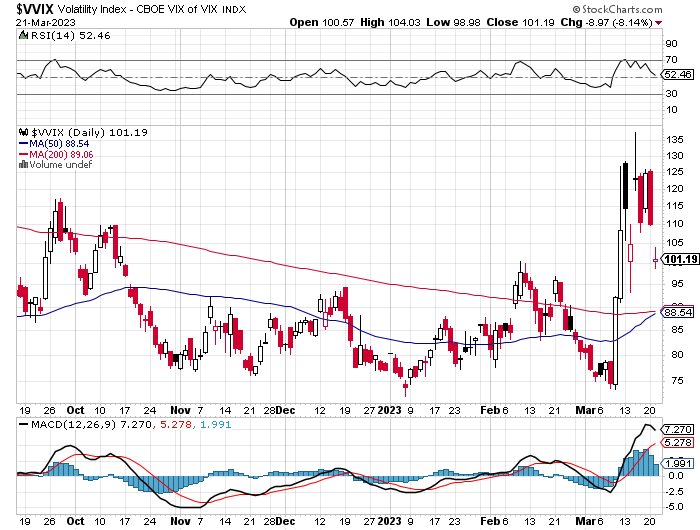 $VVIX Volatility Index - CBOE VIX of VIX INDX © StockCharts.com
21-Mar-2023 Open 100.57 High 104.03 Low 98.98 Close 101.19 Chg -8.97 (-8.14%)
RSI(14) 52.46
90
70
52.46
50
30
10
$VVIX (Daily) 101.19
MA(50) 88.54
MA(200) 89.06
Volume undef
135
130
125
120
115
110
105
101.19
95
90
88.54
85
80
75
19 26 Oct 10 17 24 Nov 7 14 21 28 Dec 12 19 27 2023 9 17 23 Feb 6 13 21 Mar 6 13 20
MACD(12,26,9) 7.270, 5.278, 1.991
7.270
5.278
1.991
0.0
-2.5
-5.0
19 26 Oct 10 17 24 Nov 7 14 21 28 Dec 12 19 27 2023 9 17 23 Feb 6 13 21 Mar 6 13 20